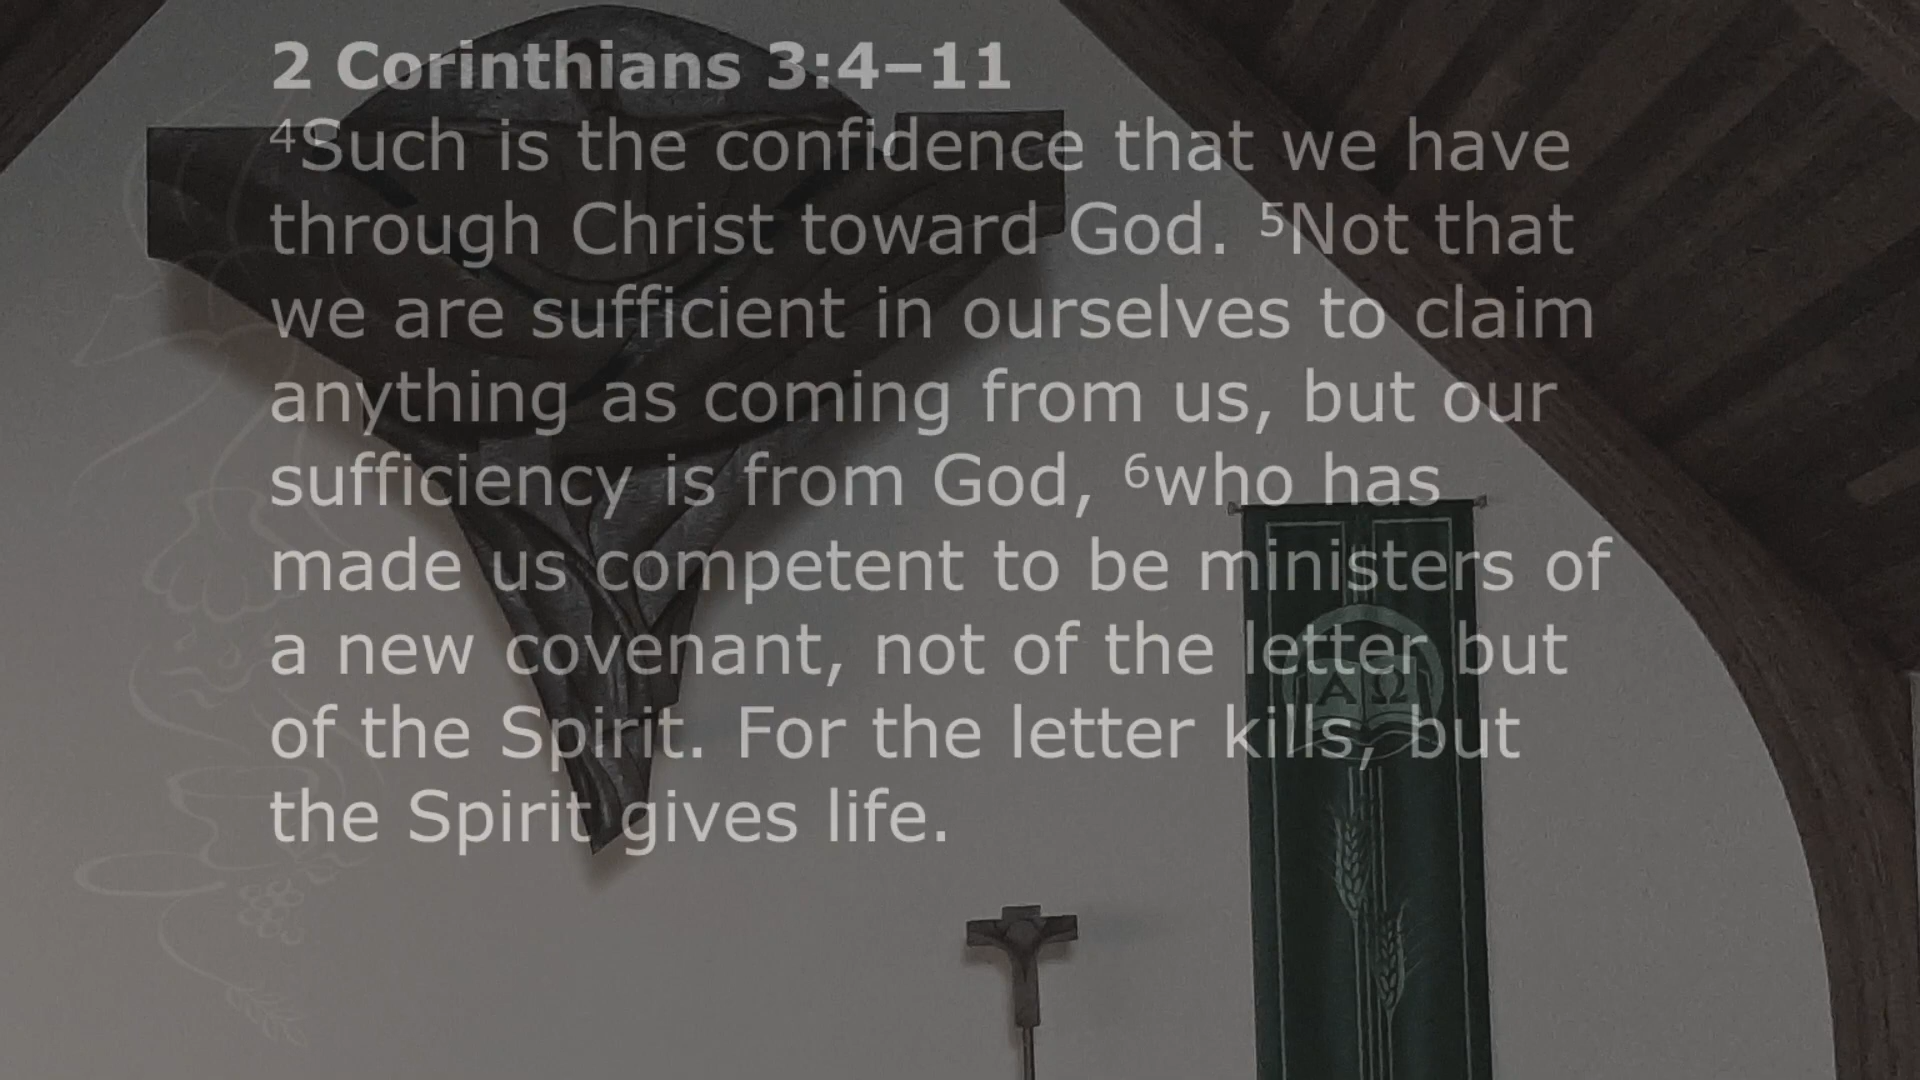 2 Corinthians 3:4–11
⁴Such is the confidence that we have
through Christ toward God. ⁵Not that
we are sufficient in ourselves to claim
anything as coming from us, but our
sufficiency is from God, ⁶who has
made us competent to be ministers of
a new covenant, not of the letter but
of the Spirit. For the letter kills, but
the Spirit gives life.
Α Ω